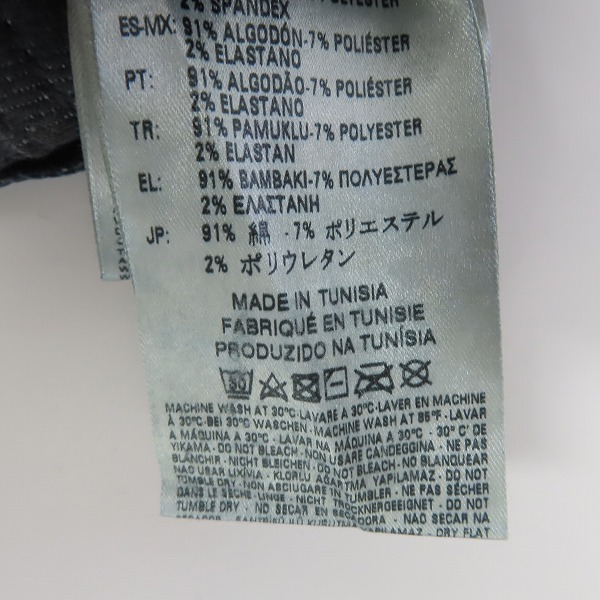 2% SPANDEX
POLYESTER
ES-MX: 91% ALGODÓN-7% POLIÉSTER
2% ELASTANO
PT: 91% ALGODÃO-7% POLIÉSTER
2% ELASTANO
TR: 91% PAMUKLU-7% POLYESTER
2% ELASTAN
EL: 91% ΒΑΜΒΑΚΙ-7% ΠΟΛΥΕΣΤΕΡΑΣ
2% ΕΛΑΣΤΑΝΗ
JP: 91% 綿 -7% ポリエステル
2% ポリウレタン
MADE IN TUNISIA
FABRIQUÉ EN TUNISIE
PRODUZIDO NA TUNÍSIA
30
MACHINE WASH AT 30°C-LAVARE A 30°C-LAVER EN MACHINE
À 30°C-BEI 30°C WASCHEN-MACHINE WASH AT 85°F-LAVAR
A MÁQUINA A 30°C - LAVAR NA MÁQUINA A 30°C - 30°C' DE
YIKAMA - DO NOT BLEACH - NON USARE CANDEGGINA - NE PAS
BLANCHIR - NICHT BLEICHEN - DO NOT BLEACH - NO USAR LEJÍA -
NÃO USAR LIXÍVIA - KLORLU AĞARTMA YAPILAMAZ - DO NOT
TUMBLE DRY - NON ASCIUGARE IN TUMBLER - NE PAS SÉCHER
DANS LE SÈCHE-LINGE - NICHT TROCKNERGEEIGNET - DO NOT
TUMBLE DRY - NO USAR EN SECADORA - NÃO SECAR NA
DRY FLAT